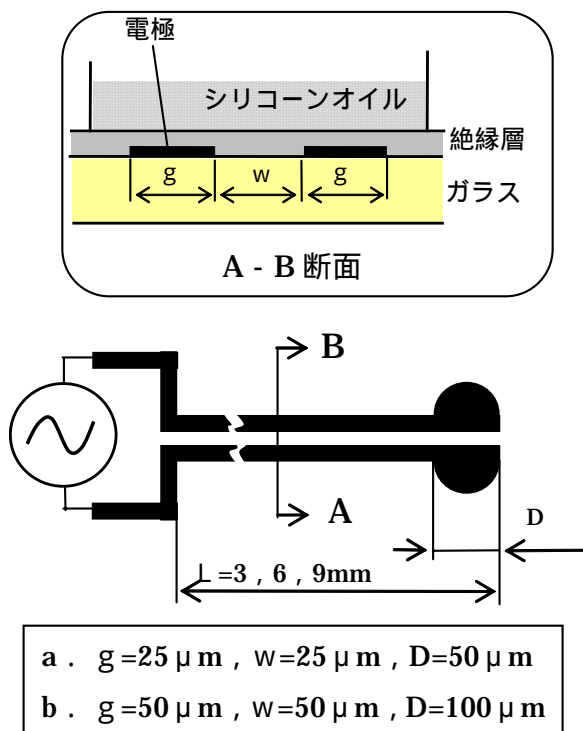 電極
シリコーンオイル
絶縁層
g w g
ガラス
A - B 断面
B
A
D
L =3 , 6 , 9mm
a . g =25 μ m , w=25 μ m , D=50 μ m
b . g =50 μ m , w=50 μ m , D=100 μ m